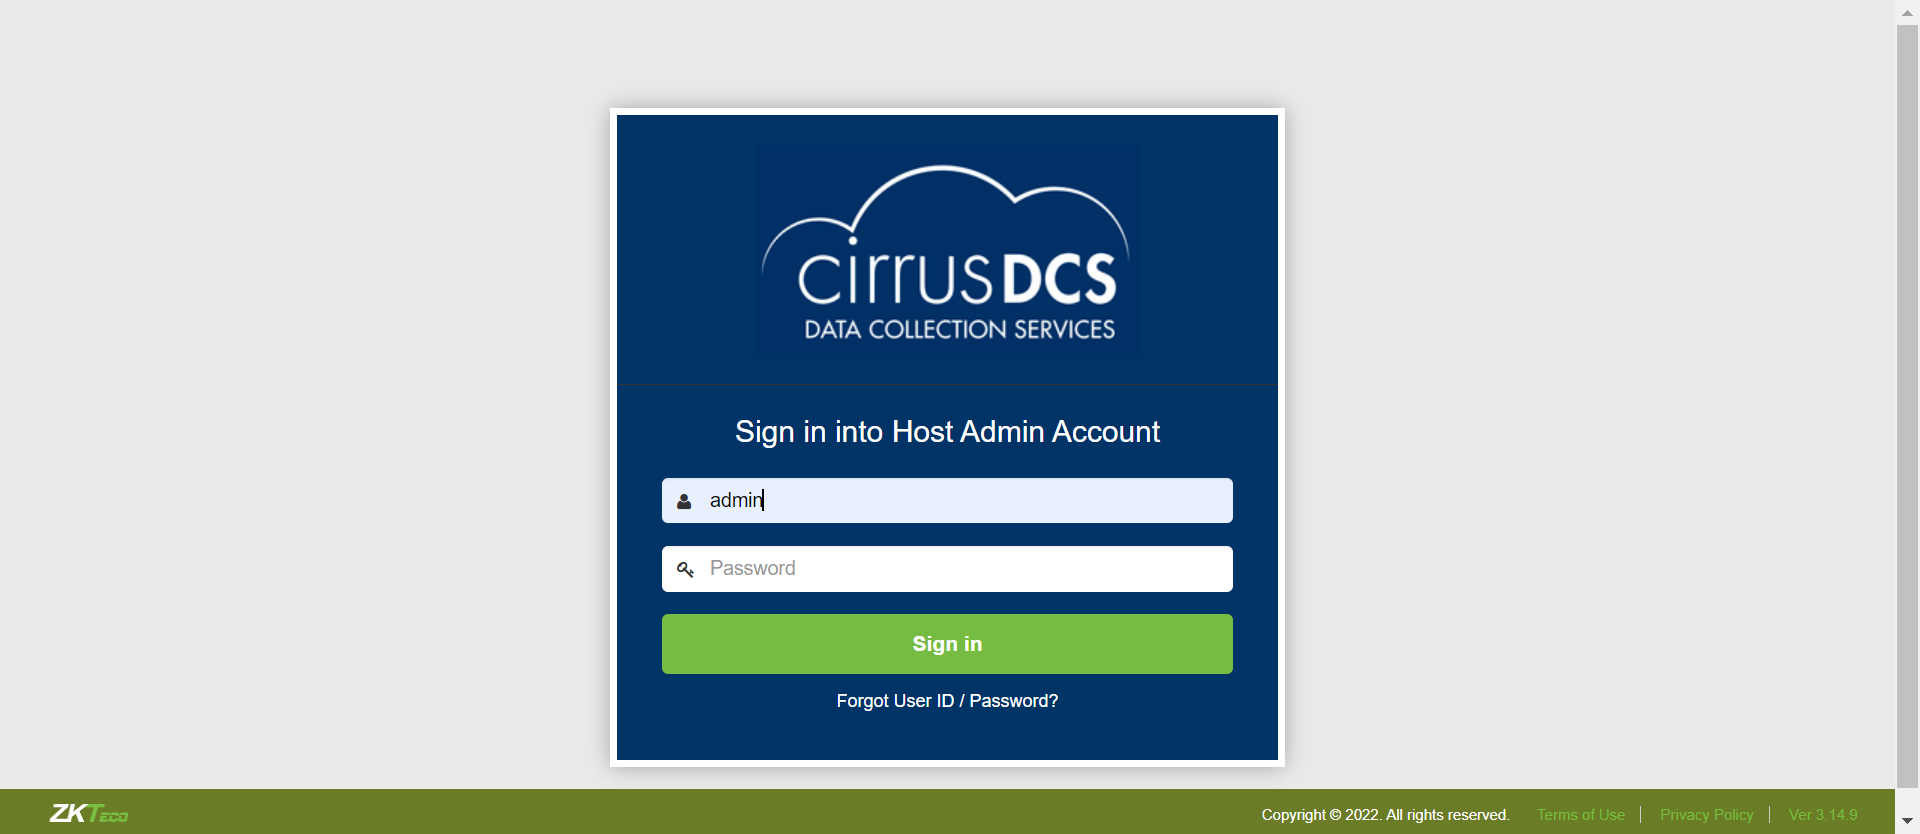 cirrusDCS
DATA COLLECTION SERVICES
Sign in into Host Admin Account
admin
Password
Sign in
Forgot User ID / Password?
ZKTeco
Copyright © 2022. All rights reserved. Terms of Use | Privacy Policy | Ver 3.14.9